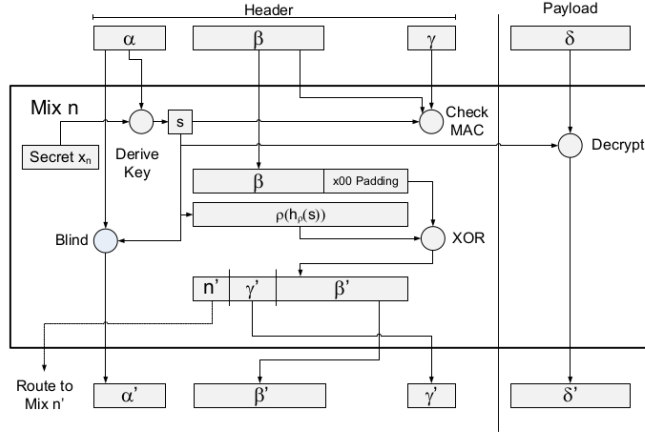 Header
Payload
α
β
γ
δ
Mix n
s
Check
MAC
Secret xn
Derive
Key
Decrypt
β
x00 Padding
ρ(hρ(s))
Blind
XOR
n’
γ’
β’
Route to
Mix n’
α’
β’
γ’
δ’